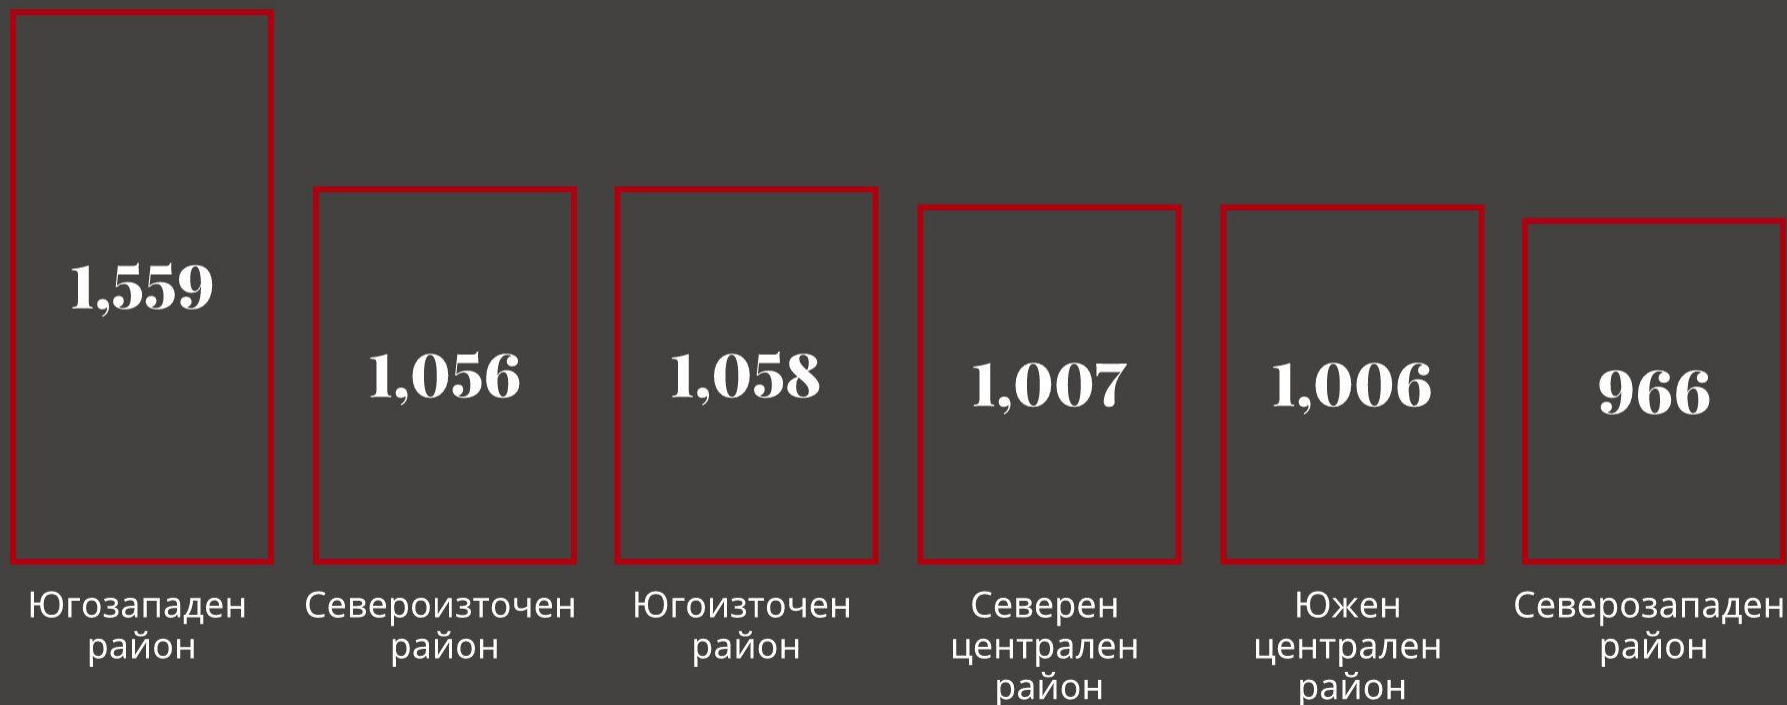 1,559
1,056
1,058
1,007
1,006
966
Югозападен
район
Североизточен
район
Югоизточен
район
Северен
централен
район
Южен
централен
район
Северозападен
район